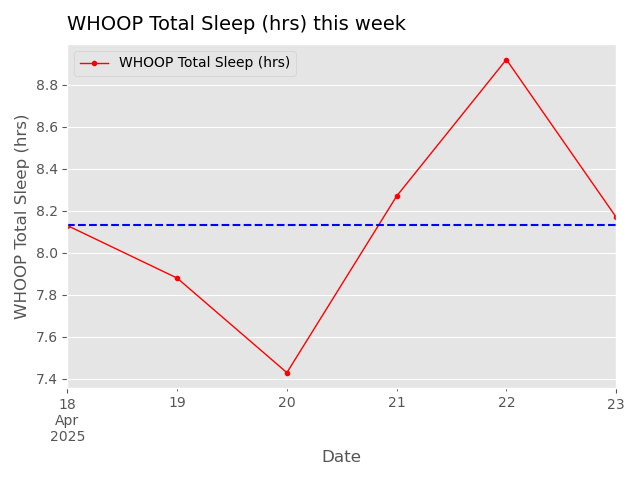 WHOOP Total Sleep (hrs) this week
WHOOP Total Sleep (hrs)
WHOOP Total Sleep (hrs)
8.8
8.6
8.4
8.2
8.0
7.8
7.6
7.4
18 19 20 21 22 23
Apr
2025
Date